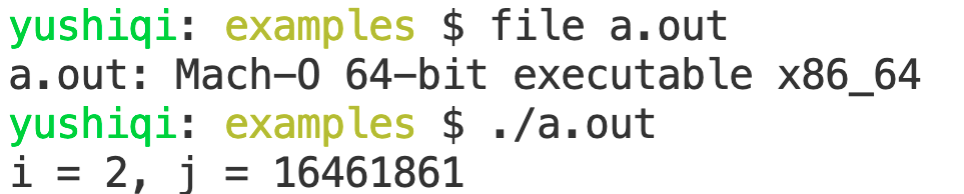 yushiqi: examples $ file a.out
a.out: Mach-O 64-bit executable x86_64
yushiqi: examples $ ./a.out
i = 2, j = 16461861